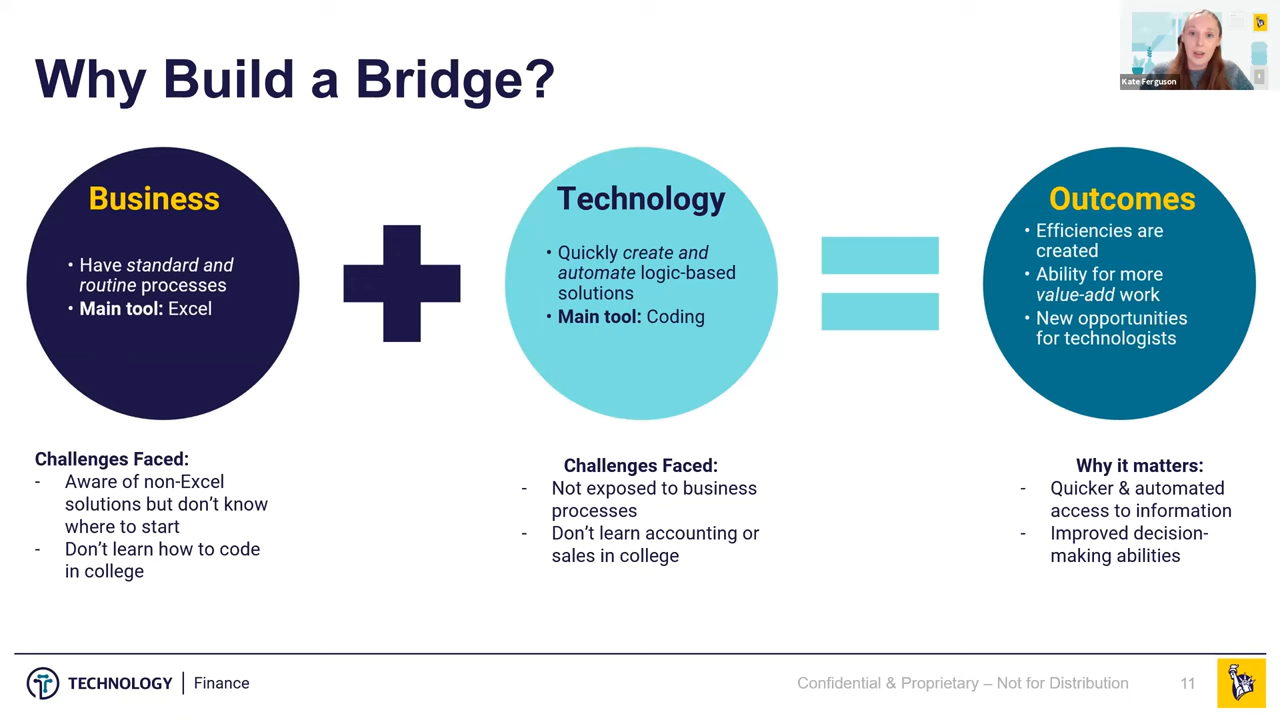 Why Build a Bridge?
Kate Ferguson
Business
• Have standard and
routine processes
• Main tool: Excel
Technology
• Quickly create and
automate logic-based
solutions
• Main tool: Coding
Outcomes
• Efficiencies are
created
• Ability for more
value-add work
• New opportunities
for technologists
Challenges Faced:
- Aware of non-Excel
solutions but don’t know
where to start
- Don’t learn how to code
in college
Challenges Faced:
- Not exposed to business
processes
- Don’t learn accounting or
sales in college
Why it matters:
- Quicker & automated
access to information
- Improved decision-
making abilities
TECHNOLOGY | Finance
Confidential & Proprietary – Not for Distribution
11